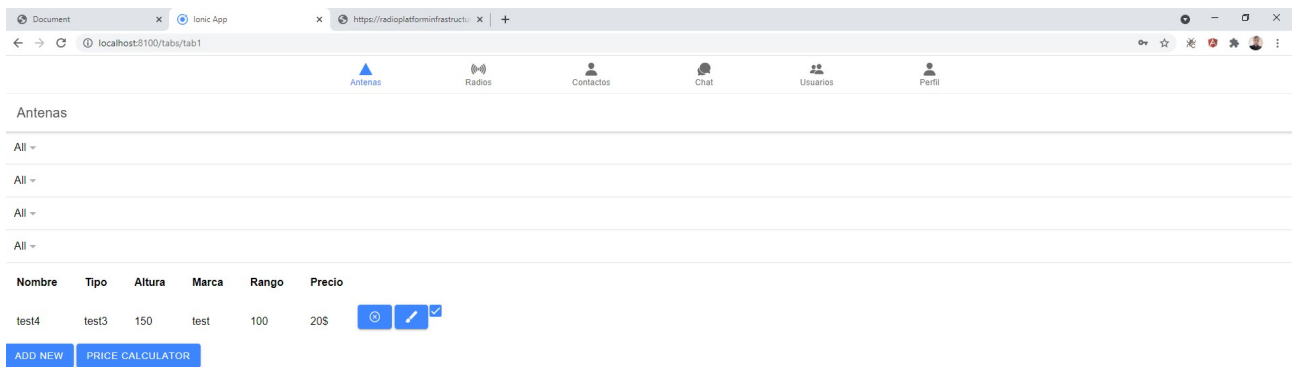 Document Ionic App https://radioplatforminfrastructu
localhost:8100/tabs/tab1
Antenas Radios Contactos Chat Usuarios Perfil
Antenas
All
All
All
All
Nombre Tipo Altura Marca Rango Precio
test4 test3 150 test 100 20$
ADD NEW PRICE CALCULATOR